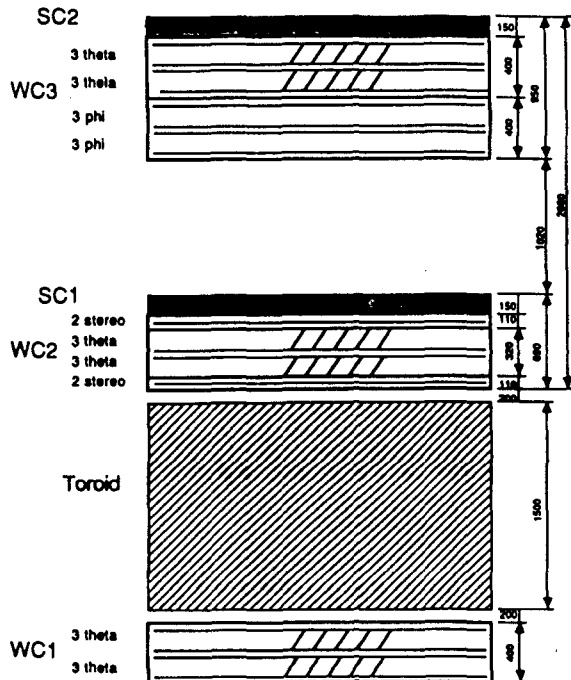 SC2
150
3 theta
400
WC3
3 theta
950
3 phi
400
3 phi
1020
SC1
150
2 stereo
110
WC2
3 theta
320
3 theta
2 stereo
110
200
Toroid
1500
200
3 theta
WC1
400
3 theta